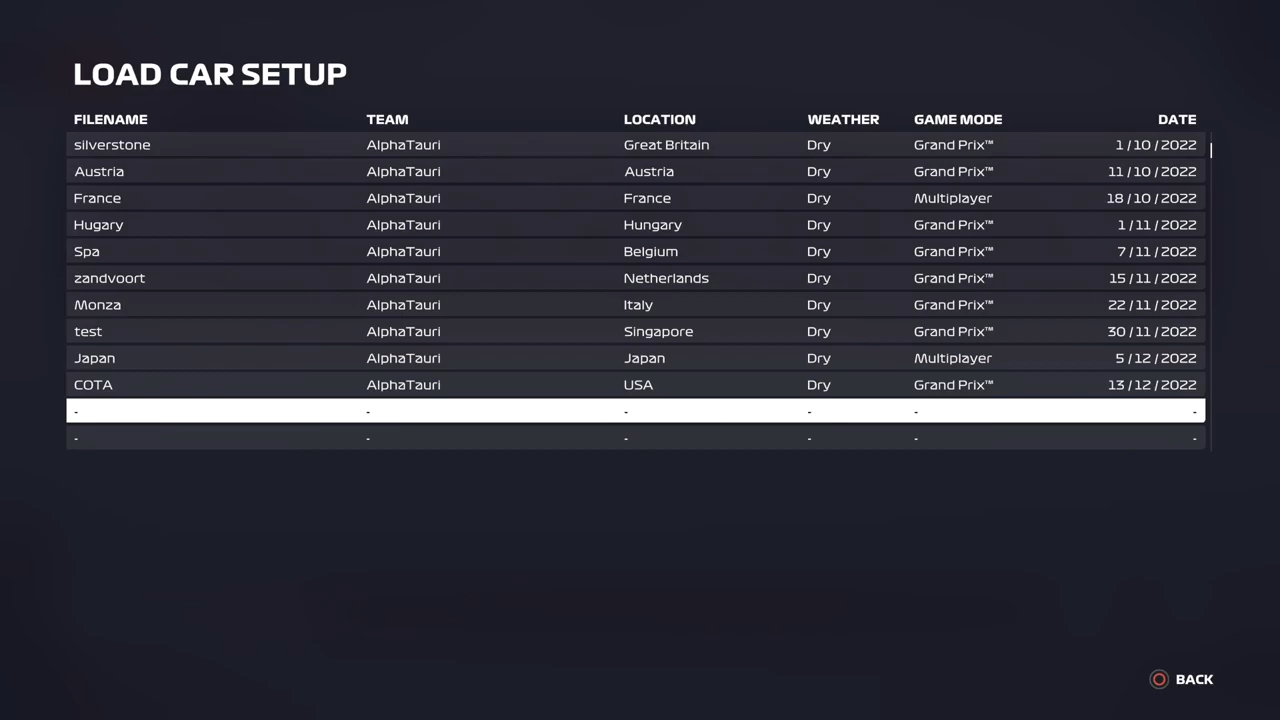 LOAD CAR SETUP
FILENAME TEAM LOCATION WEATHER GAME MODE DATE
silverstone AlphaTauri Great Britain Dry Grand Prix™ 1/10/2022
Austria AlphaTauri Austria Dry Grand Prix™ 11/10/2022
France AlphaTauri France Dry Multiplayer 18/10/2022
Hugary AlphaTauri Hungary Dry Grand Prix™ 1/11/2022
Spa AlphaTauri Belgium Dry Grand Prix™ 7/11/2022
zandvoort AlphaTauri Netherlands Dry Grand Prix™ 15/11/2022
Monza AlphaTauri Italy Dry Grand Prix™ 22/11/2022
test AlphaTauri Singapore Dry Grand Prix™ 30/11/2022
Japan AlphaTauri Japan Dry Multiplayer 5/12/2022
COTA AlphaTauri USA Dry Grand Prix™ 13/12/2022
- - - - - -
- - - - - -
BACK